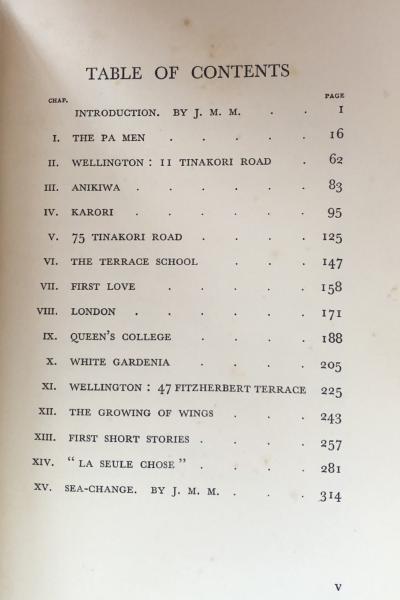 TABLE OF CONTENTS
CHAP. PAGE
INTRODUCTION. BY J. M. M. . . 1
I. THE PA MEN . . . . . 16
II. WELLINGTON : 11 TINAKORI ROAD . 62
III. ANIKIWA . . . . . . 83
IV. KARORI . . . . . . 95
V. 75 TINAKORI ROAD . . . . 125
VI. THE TERRACE SCHOOL . . . 147
VII. FIRST LOVE . . . . . 158
VIII. LONDON . . . . . . 171
IX. QUEEN'S COLLEGE . . . . 188
X. WHITE GARDENIA . . . . 205
XI. WELLINGTON : 47 FITZHERBERT TERRACE 225
XII. THE GROWING OF WINGS . . . 243
XIII. FIRST SHORT STORIES . . . . 257
XIV. " LA SEULE CHOSE " . . . . 281
XV. SEA-CHANGE. BY J. M. M. . . . 314
V